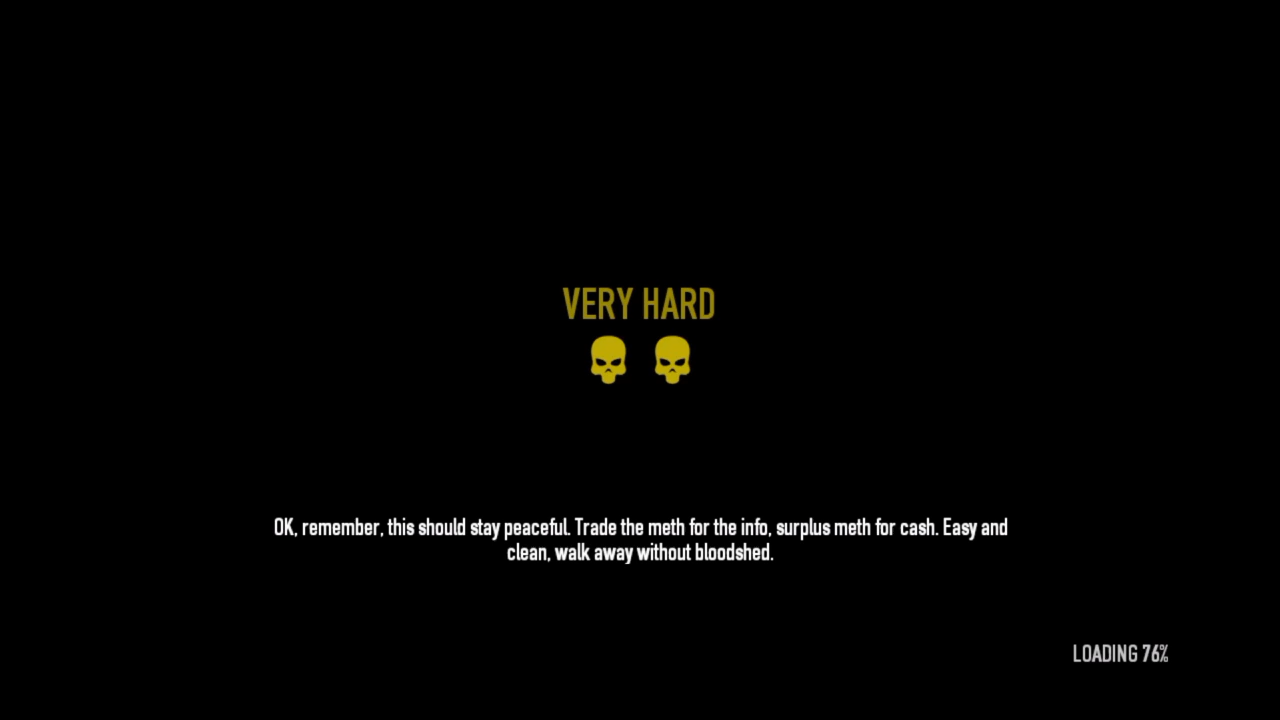 VERY HARD
OK, remember, this should stay peaceful. Trade the meth for the info, surplus meth for cash. Easy and
clean, walk away without bloodshed.
LOADING 76%